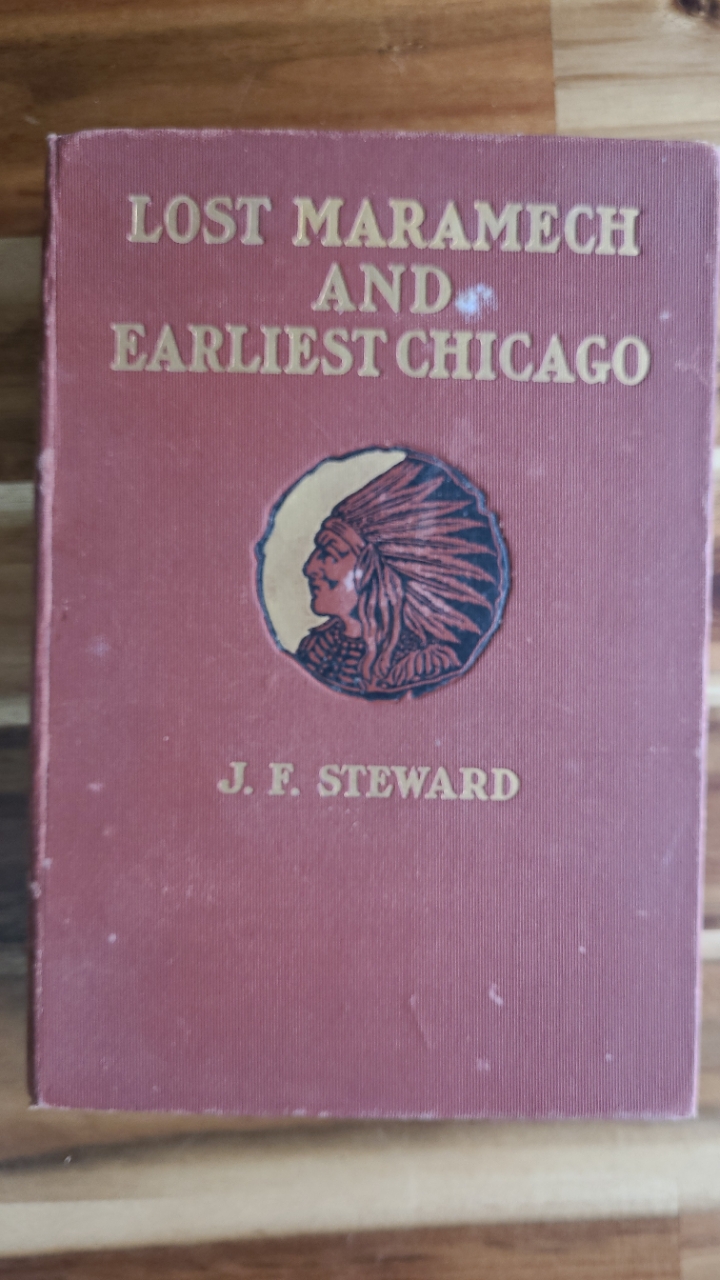 LOST MARAMECH
AND
EARLIEST CHICAGO
J. F. STEWARD